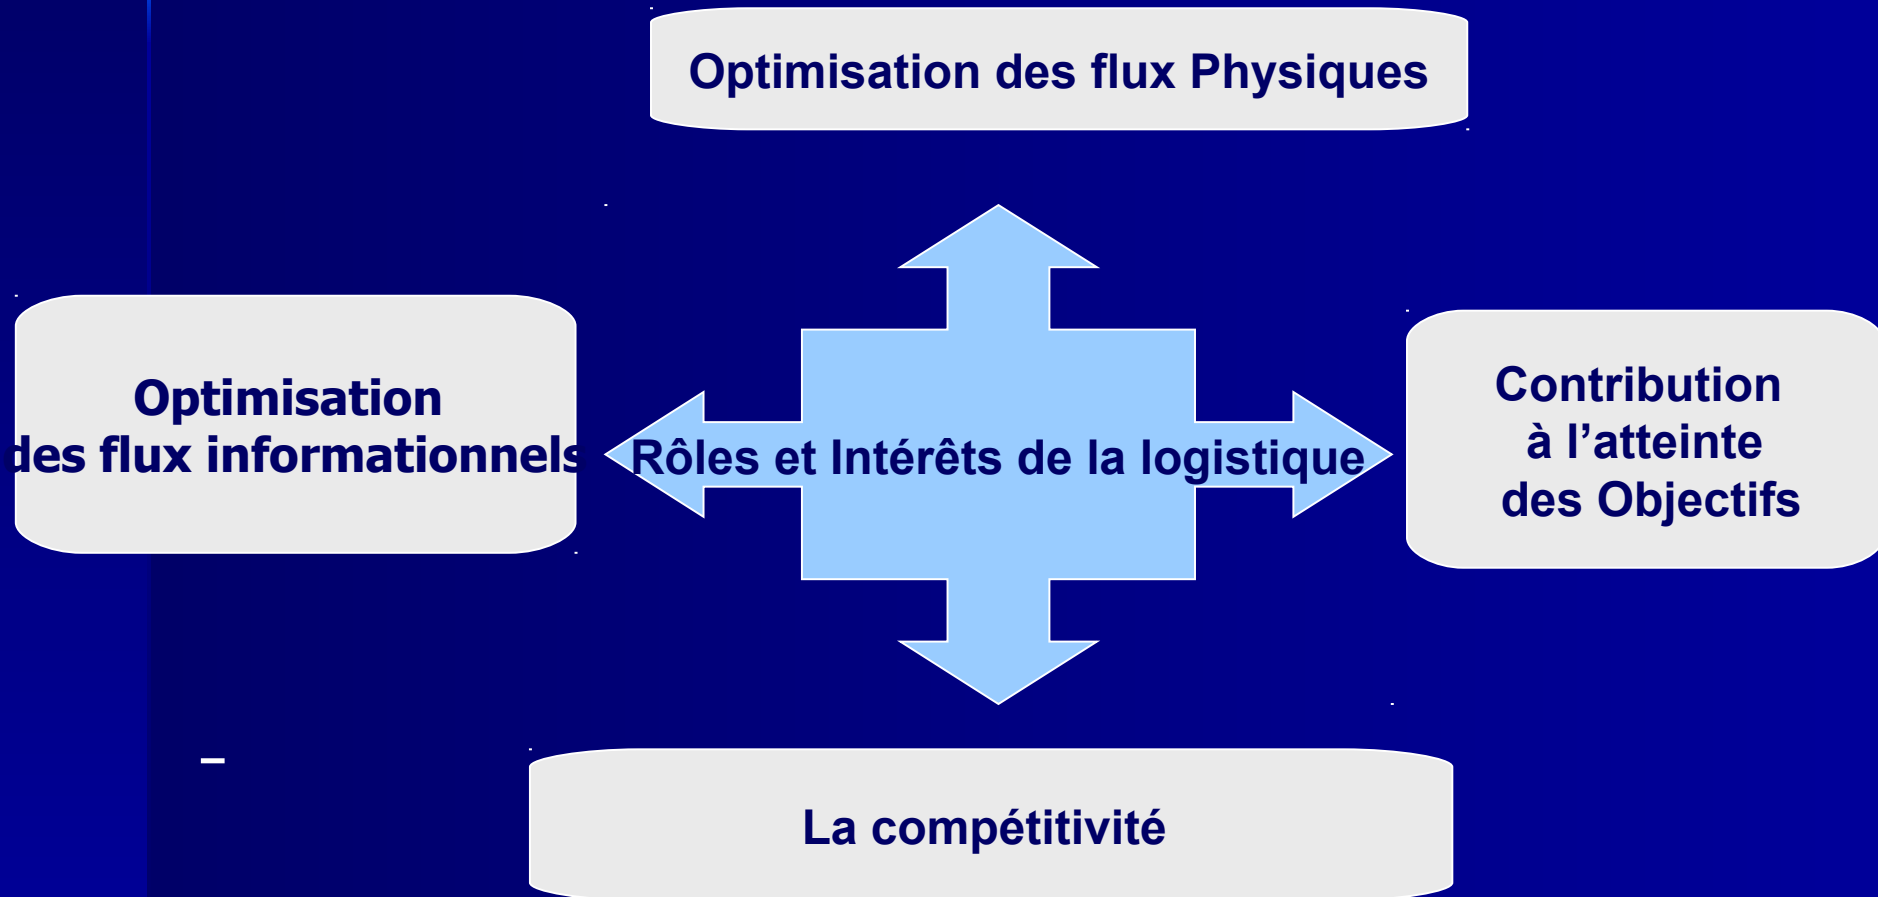 Optimisation des flux Physiques
Optimisation
des flux informationnels
Rôles et Intérêts de la logistique
Contribution
à l’atteinte
des Objectifs
–
La compétitivité